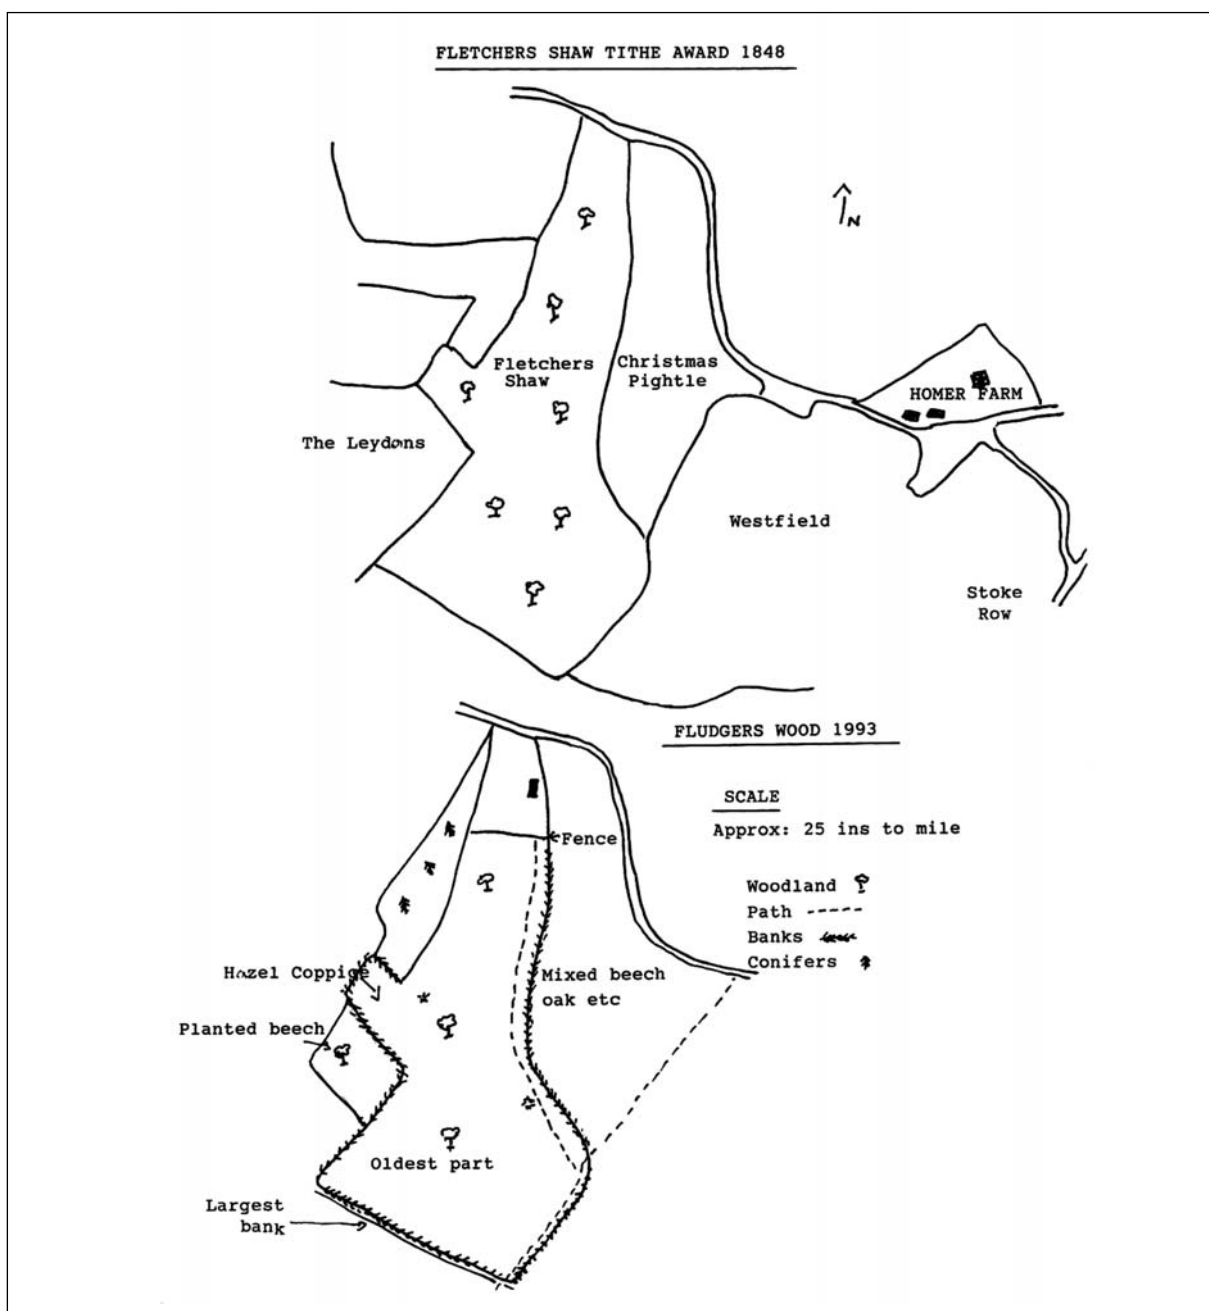 FLETCHERS SHAW TITHE AWARD 1848
N
Fletchers
Shaw
Christmas
Pightle
HOMER FARM
The Leydons
Westfield
Stoke
Row
FLUDGERS WOOD 1993
SCALE
Approx: 25 ins to mile
Fence
Woodland
Path
Banks
Conifers
Hazel Coppice
Mixed beech
oak etc
Planted beech
Oldest part
Largest
bank